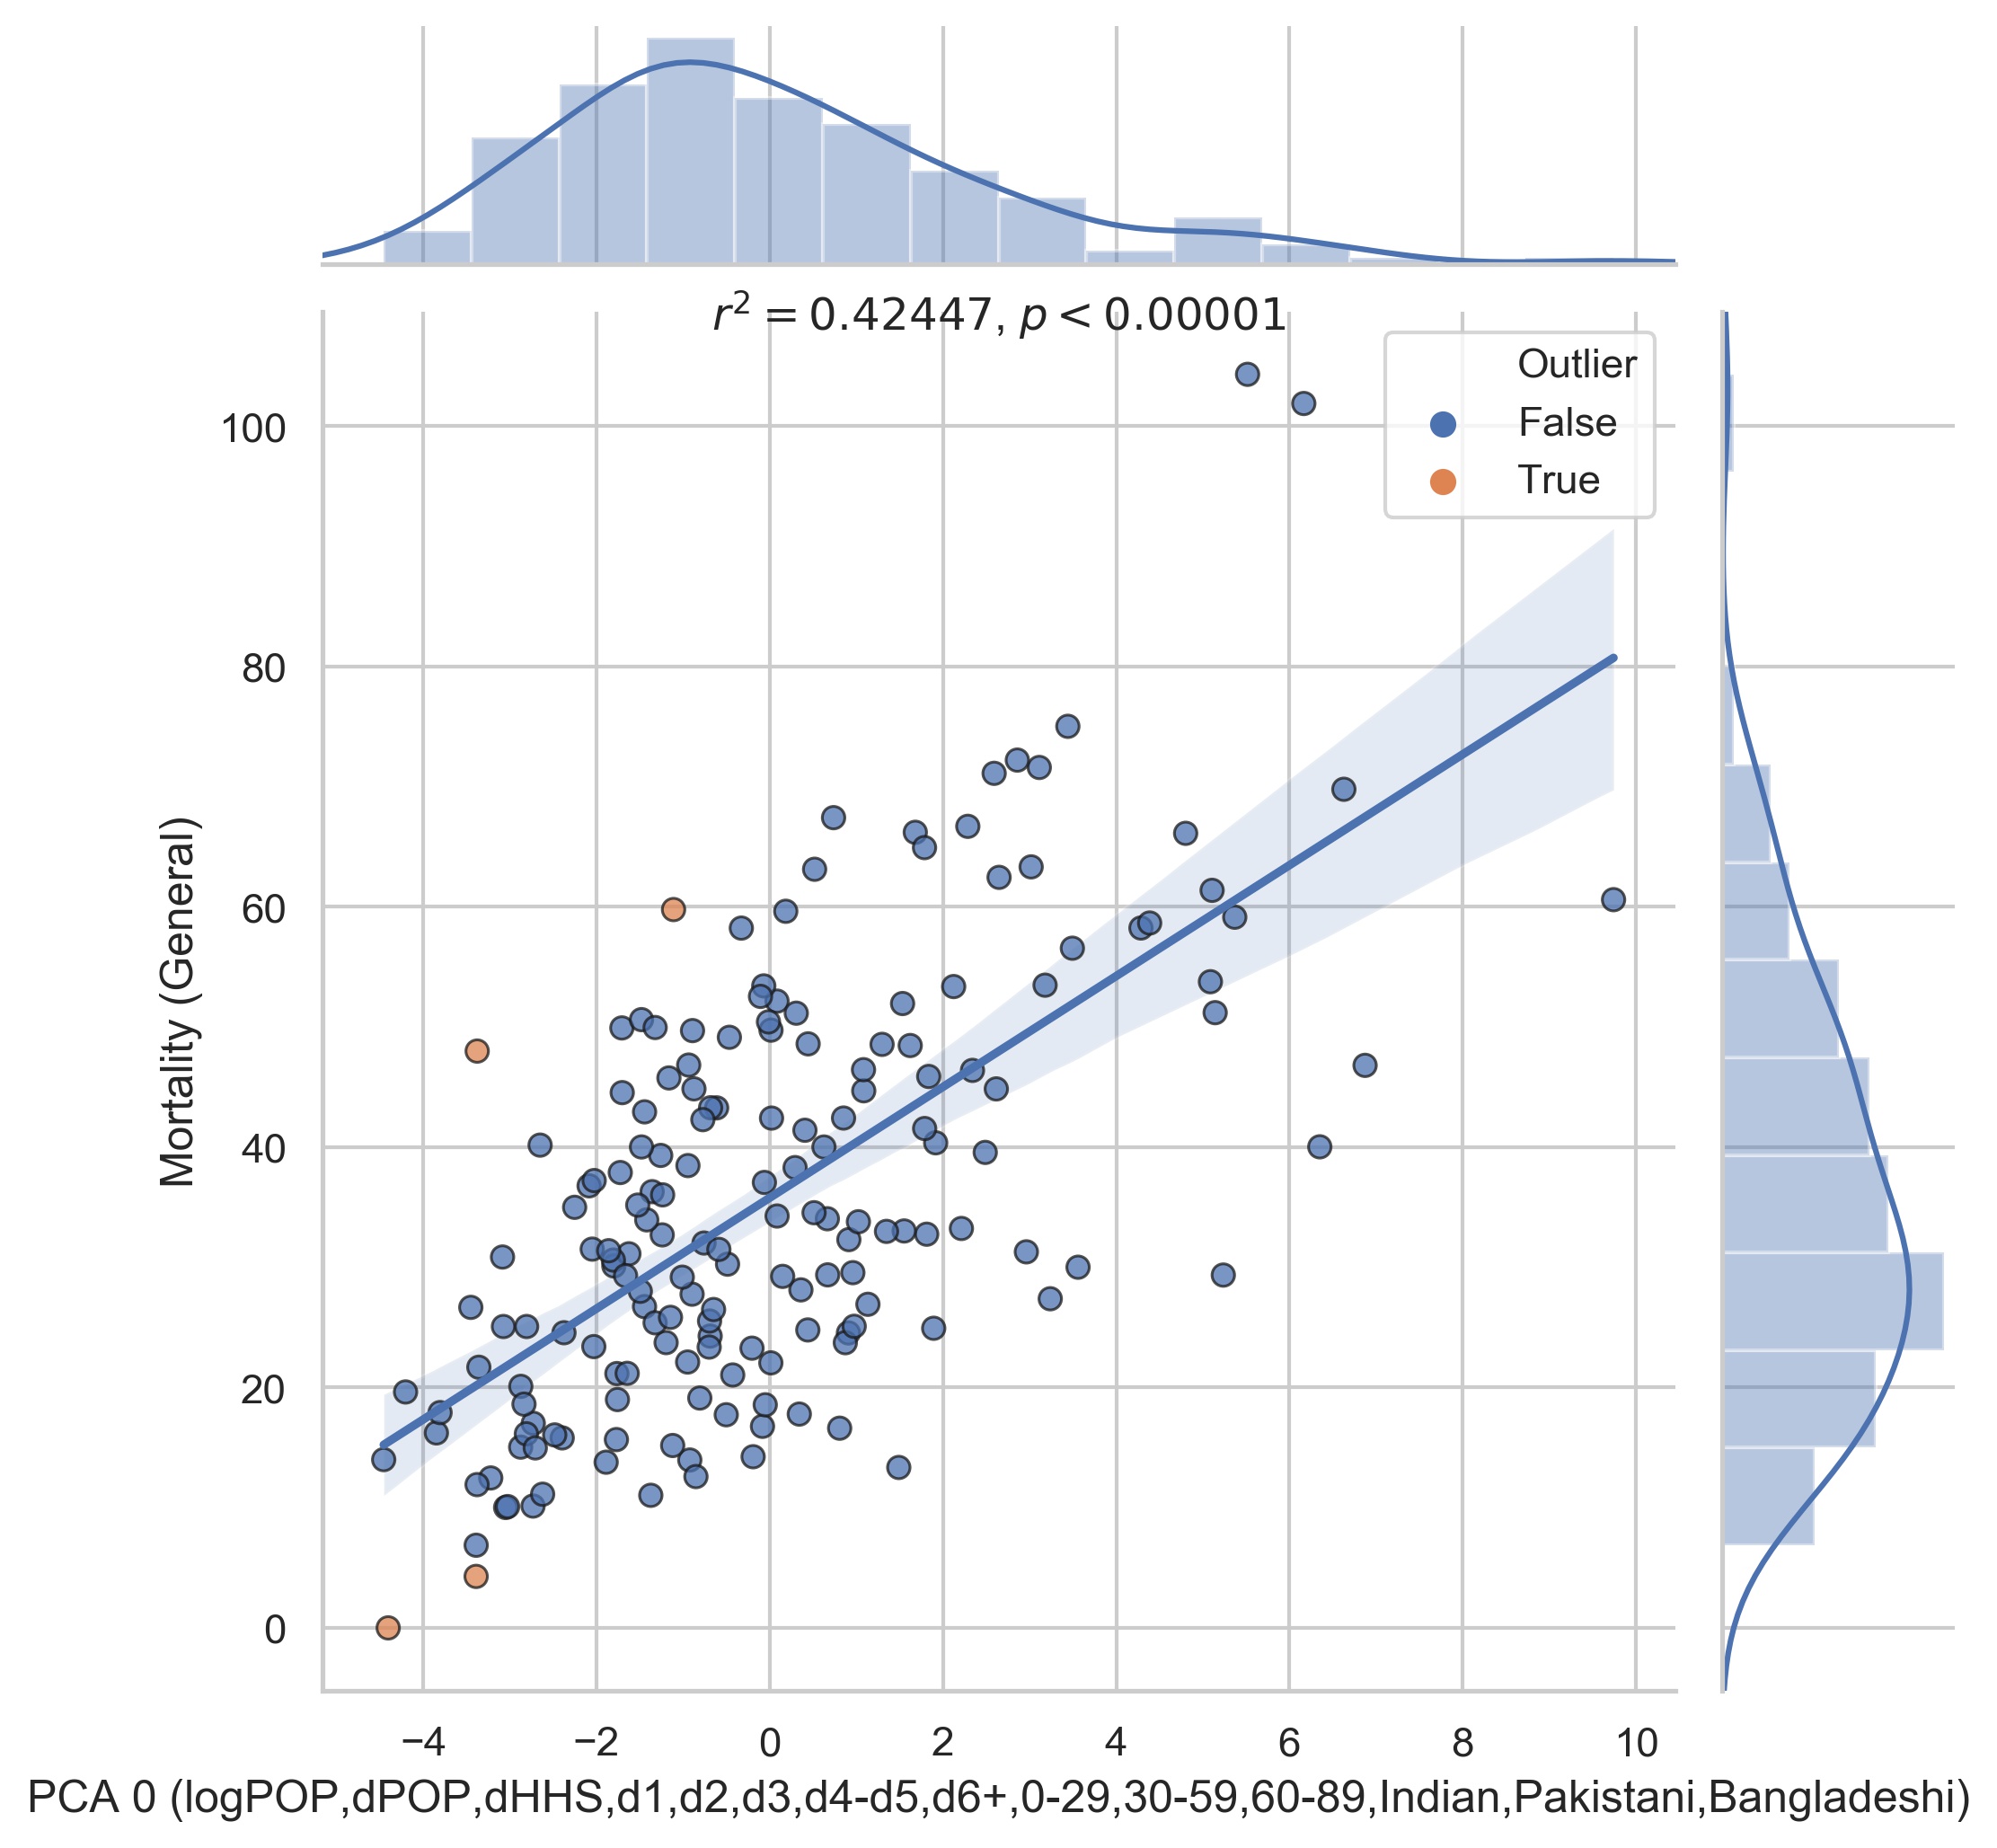 r² = 0.42447, p < 0.00001
Outlier
False
True
100
80
60
40
20
0
Mortality (General)
−4 −2 0 2 4 6 8 10
PCA 0 (logPOP,dPOP,dHHS,d1,d2,d3,d4-d5,d6+,0-29,30-59,60-89,Indian,Pakistani,Bangladeshi)